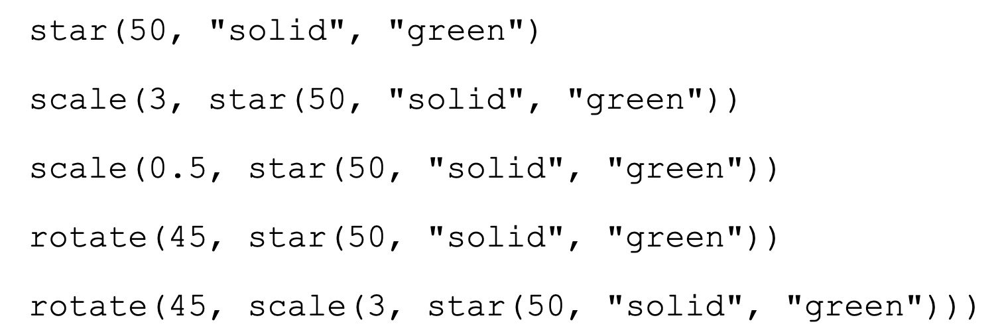 star(50, "solid", "green")
scale(3, star(50, "solid", "green"))
scale(0.5, star(50, "solid", "green"))
rotate(45, star(50, "solid", "green"))
rotate(45, scale(3, star(50, "solid", "green")))